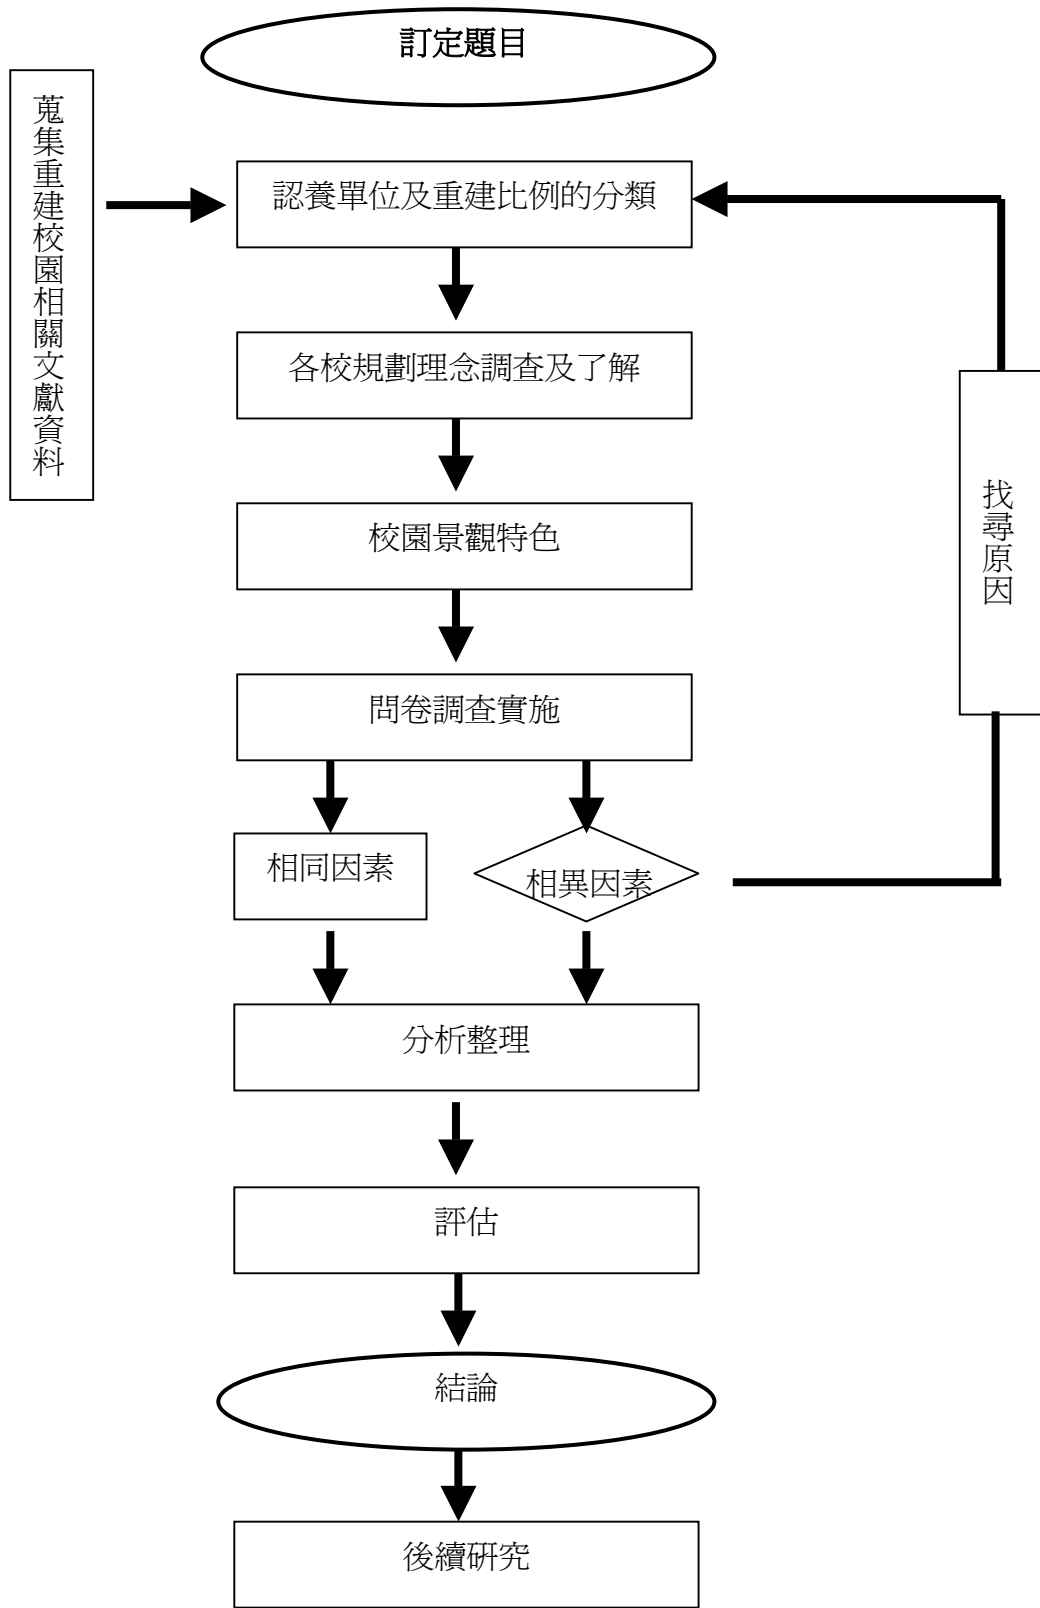 訂定題目
蒐集重建校園相關文獻資料
認養單位及重建比例的分類
各校規劃理念調查及了解
校園景觀特色
找尋原因
問卷調查實施
相同因素
相異因素
分析整理
評估
結論
後續研究